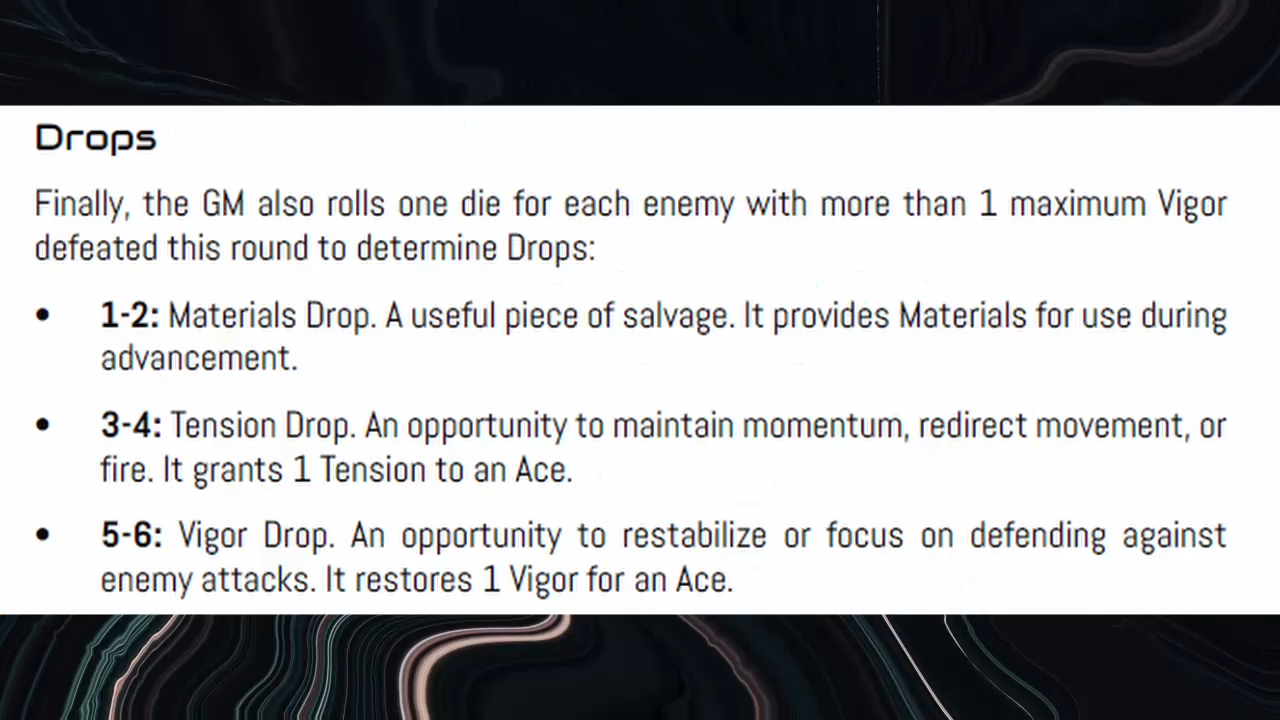 Drops
Finally, the GM also rolls one die for each enemy with more than 1 maximum Vigor
defeated this round to determine Drops:
• 1-2: Materials Drop. A useful piece of salvage. It provides Materials for use during
advancement.
• 3-4: Tension Drop. An opportunity to maintain momentum, redirect movement, or
fire. It grants 1 Tension to an Ace.
• 5-6: Vigor Drop. An opportunity to restabilize or focus on defending against
enemy attacks. It restores 1 Vigor for an Ace.